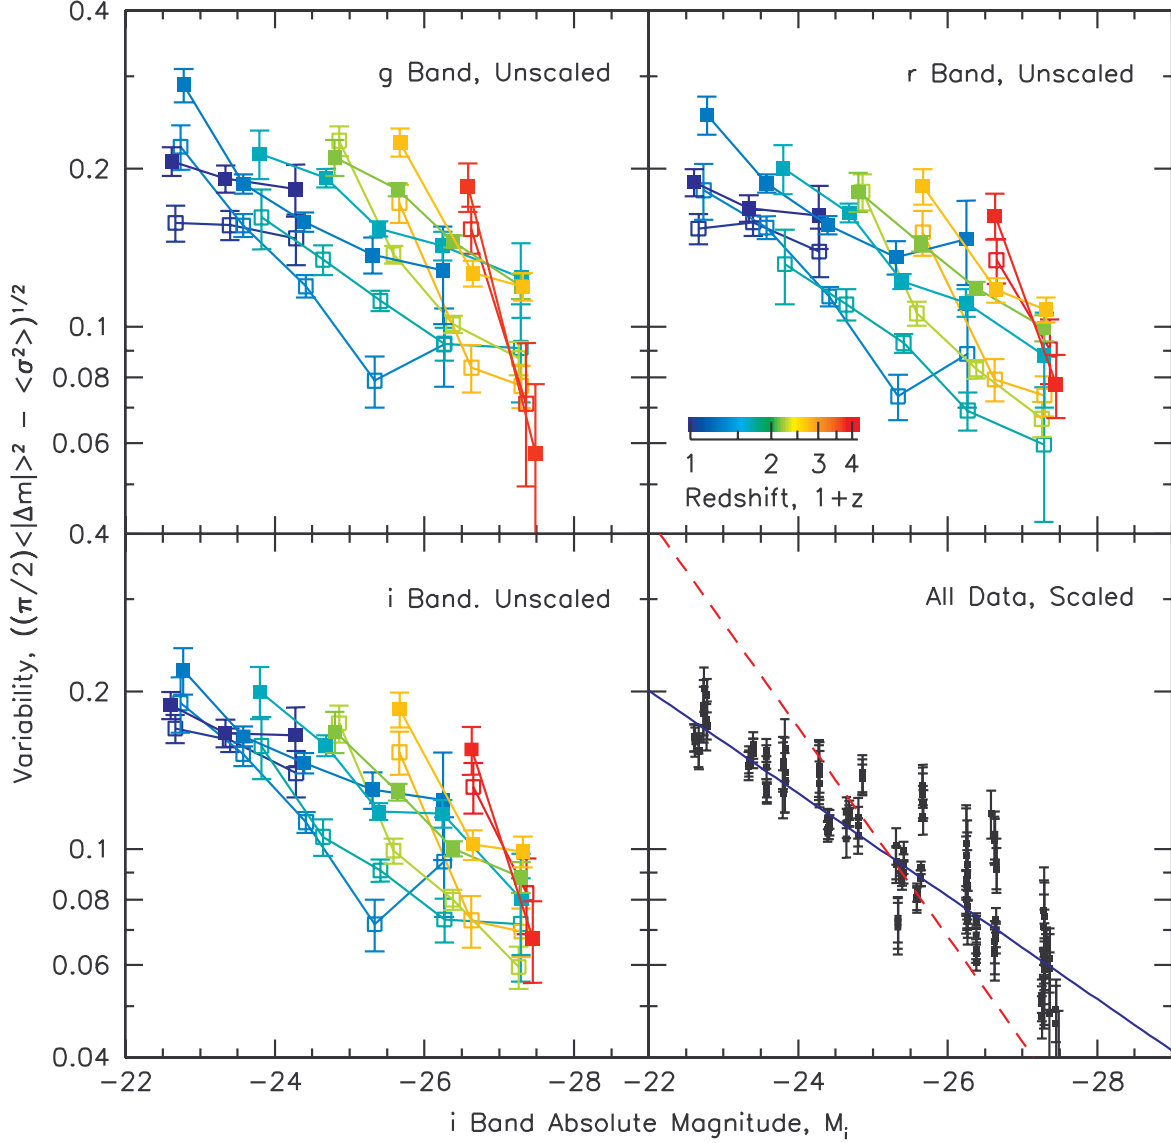 0.4
g Band, Unscaled
r Band, Unscaled
0.2
0.1
0.08
0.06
1 2 3 4
Redshift, 1+z
0.4
i Band. Unscaled
All Data, Scaled
0.2
0.1
0.08
0.06
0.04
-22 -24 -26 -28 -22 -24 -26 -28
i Band Absolute Magnitude, Mi
Variability, ((π/2)<|Δm|>² - <σ²>)¹/²